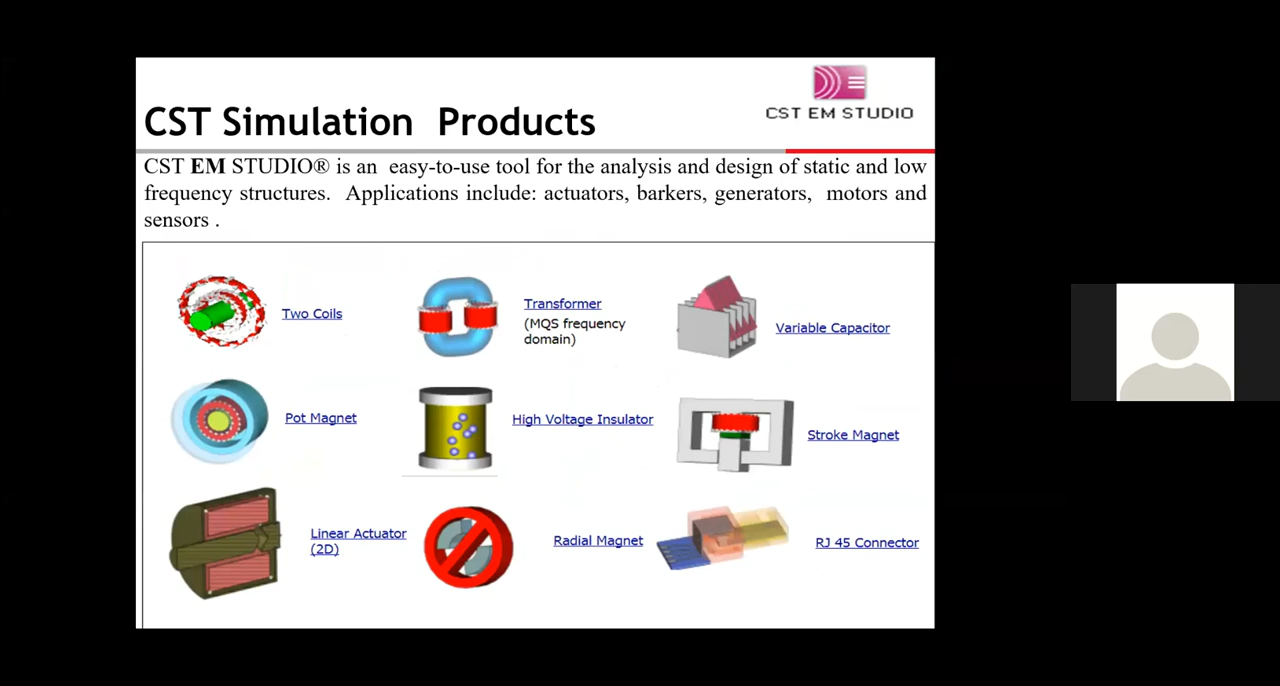 CST EM STUDIO
CST Simulation Products
CST EM STUDIO® is an easy-to-use tool for the analysis and design of static and low
frequency structures. Applications include: actuators, barkers, generators, motors and
sensors .
Two Coils
Transformer
(MQS frequency
domain)
Variable Capacitor
Pot Magnet
High Voltage Insulator
Stroke Magnet
Linear Actuator
(2D)
Radial Magnet
RJ 45 Connector